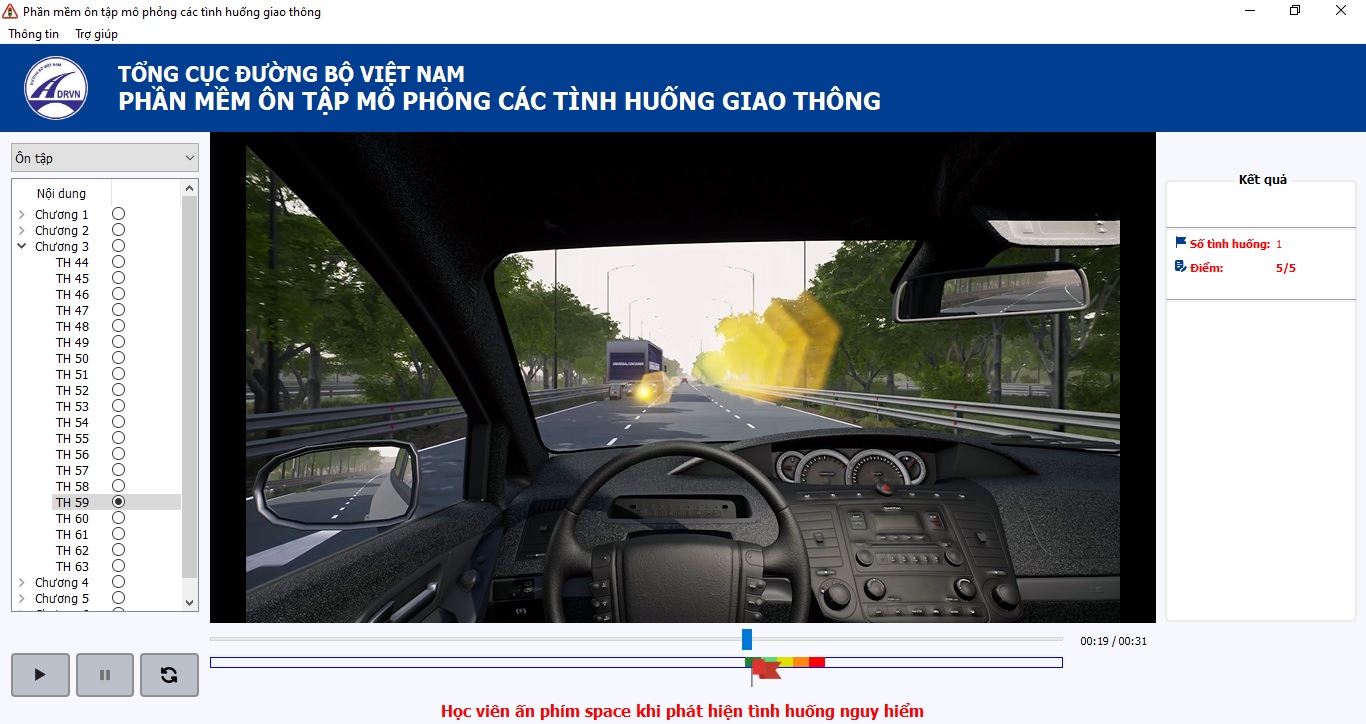 Phần mềm ôn tập mô phỏng các tình huống giao thông
Thông tin Trợ giúp
TỔNG CỤC ĐƯỜNG BỘ VIỆT NAM
PHẦN MỀM ÔN TẬP MÔ PHỎNG CÁC TÌNH HUỐNG GIAO THÔNG
DRVN
Ôn tập
Nội dung
Chương 1
Chương 2
Chương 3
TH 44
TH 45
TH 46
TH 47
TH 48
TH 49
TH 50
TH 51
TH 52
TH 53
TH 54
TH 55
TH 56
TH 57
TH 58
TH 59
TH 60
TH 61
TH 62
TH 63
Chương 4
Chương 5
UNIVERSAL CONTAINER
Kết quả
Số tình huống: 1
Điểm: 5/5
00:19 / 00:31
Học viên ấn phím space khi phát hiện tình huống nguy hiểm